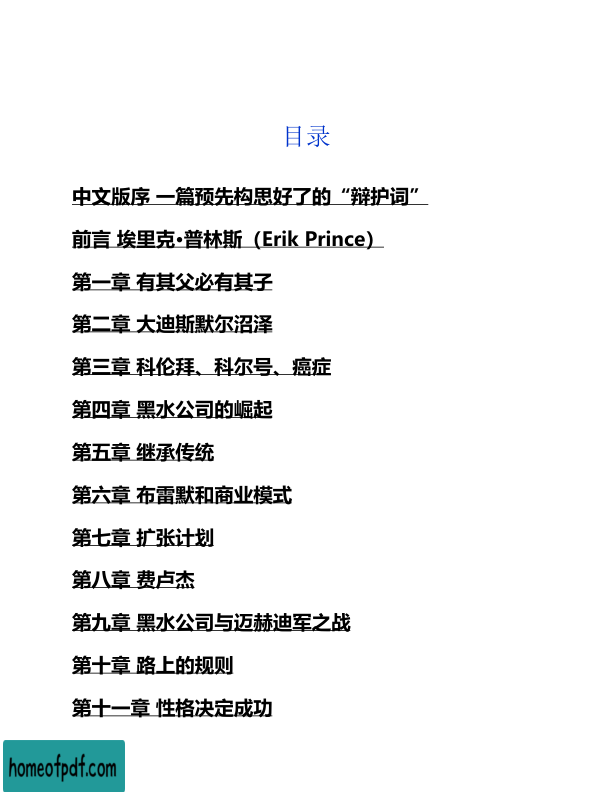 目录
中文版序 一篇预先构思好了的“辩护词”
前言 埃里克•普林斯（Erik Prince）
第一章 有其父必有其子
第二章 大迪斯默尔沼泽
第三章 科伦拜、科尔号、癌症
第四章 黑水公司的崛起
第五章 继承传统
第六章 布雷默和商业模式
第七章 扩张计划
第八章 费卢杰
第九章 黑水公司与迈赫迪军之战
第十章 路上的规则
第十一章 性格决定成功
homeofpdf.com